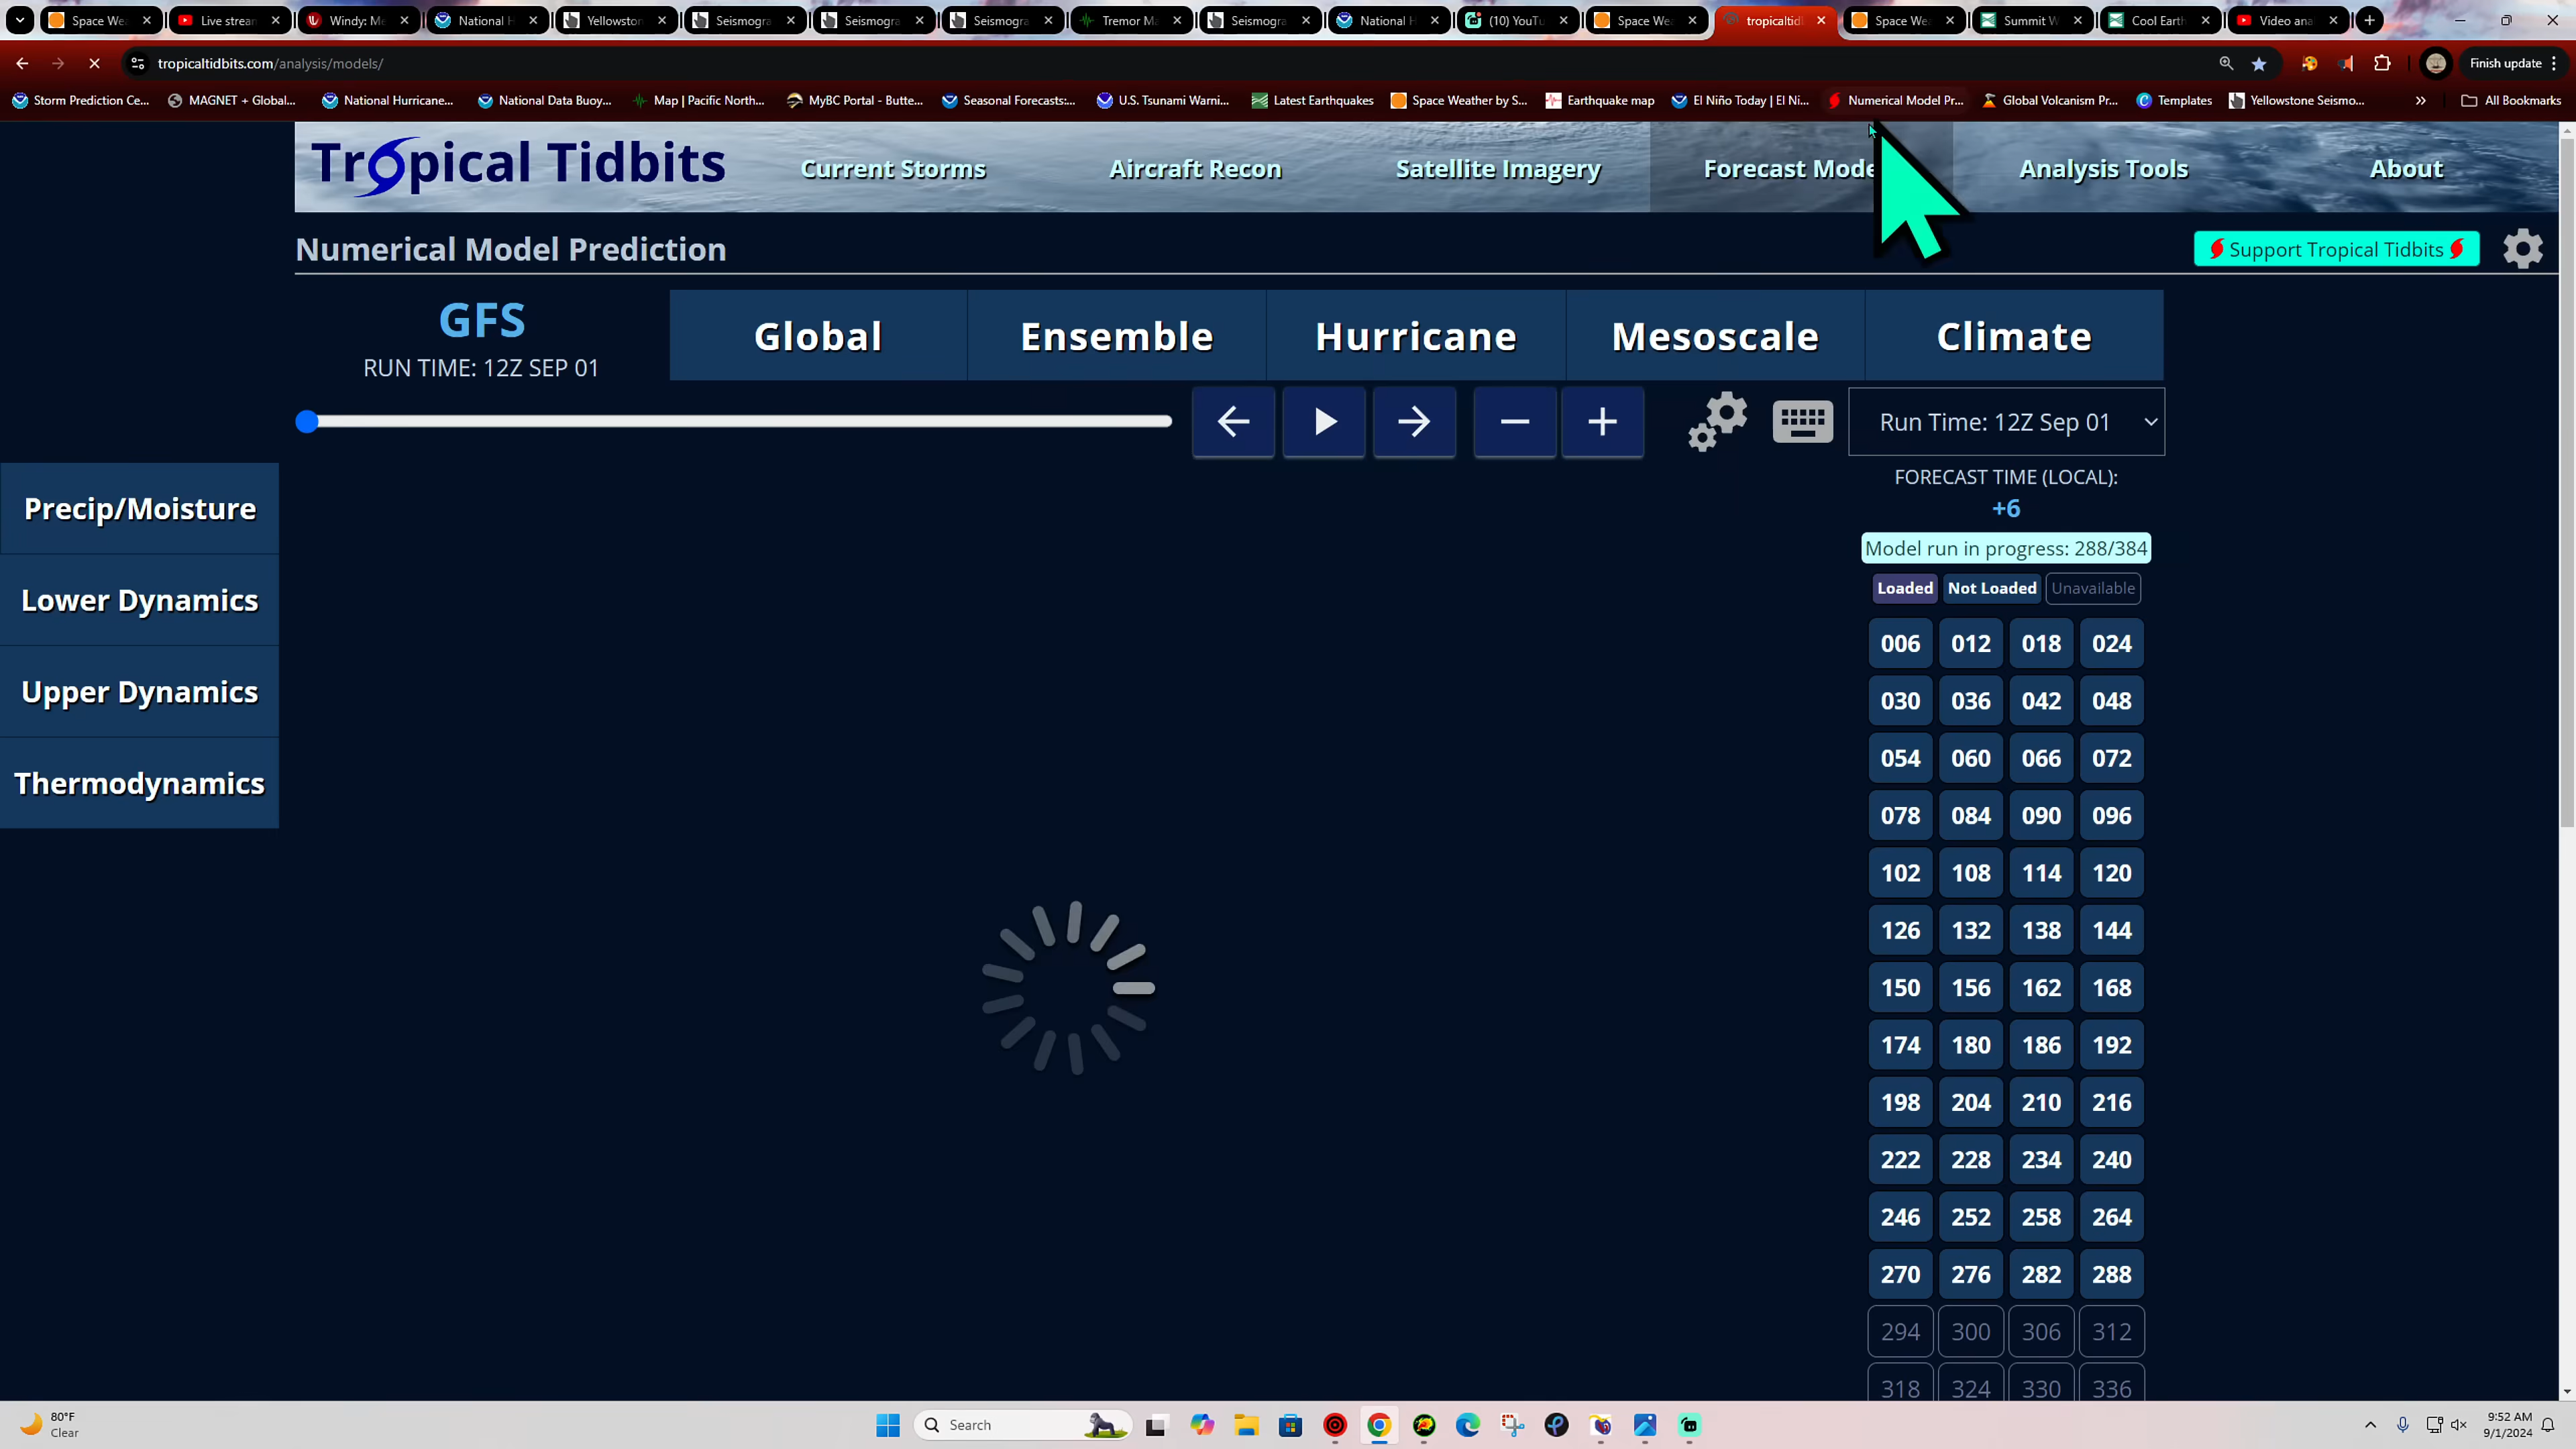 Space Wea
Live strean
Windy: Me
National H
Yellowston
Seismogra
Seismogra
Seismogra
Tremor Ma
Seismogra
National H
(10) YouTu
Space Wea
tropicaltid
Space Wea
Summit W
Cool Earth
Video anal
tropicaltidbits.com/analysis/models/
Finish update
Storm Prediction Ce...
MAGNET + Global...
National Hurricane...
National Data Buoy...
Map | Pacific North...
MyBC Portal - Butte...
Seasonal Forecasts:...
U.S. Tsunami Warni...
Latest Earthquakes
Space Weather by S...
Earthquake map
El Niño Today | El Ni...
Numerical Model Pr...
Global Volcanism Pr...
Templates
Yellowstone Seismo...
All Bookmarks
Tropical Tidbits
Current Storms
Aircraft Recon
Satellite Imagery
Forecast Mode
Analysis Tools
About
Numerical Model Prediction
Support Tropical Tidbits
GFS
RUN TIME: 12Z SEP 01
Global
Ensemble
Hurricane
Mesoscale
Climate
Run Time: 12Z Sep 01
FORECAST TIME (LOCAL):
+6
Model run in progress: 288/384
Loaded Not Loaded Unavailable
Precip/Moisture
Lower Dynamics
Upper Dynamics
Thermodynamics
006 012 018 024
030 036 042 048
054 060 066 072
078 084 090 096
102 108 114 120
126 132 138 144
150 156 162 168
174 180 186 192
198 204 210 216
222 228 234 240
246 252 258 264
270 276 282 288
294 300 306 312
318 324 330 336
80°F
Clear
Search
9:52 AM
9/1/2024